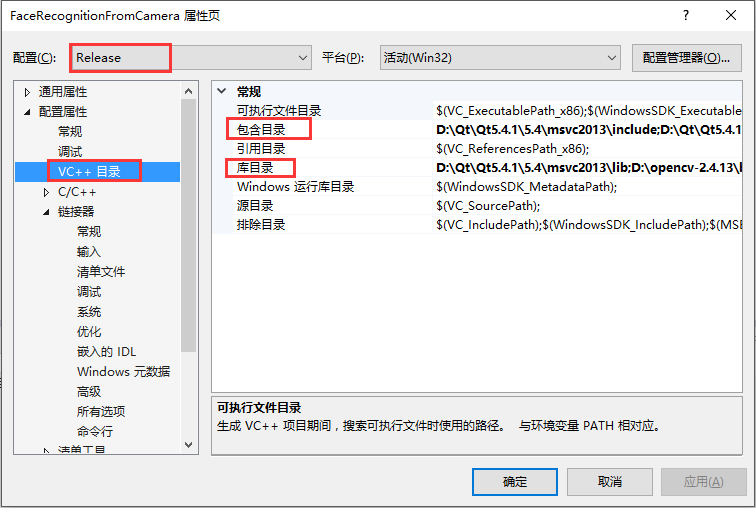 FaceRecognitionFromCamera 属性页
?
配置(C): Release
平台(P): 活动(Win32)
配置管理器(O)...
通用属性
配置属性
常规
调试
VC++ 目录
C/C++
链接器
常规
输入
清单文件
调试
系统
优化
嵌入的 IDL
Windows 元数据
高级
所有选项
命令行
清单工具
常规
可执行文件目录 $(VC_ExecutablePath_x86);$(WindowsSDK_Executable
包含目录 D:\Qt\Qt5.4.1\5.4\msvc2013\include;D:\Qt\Qt5.4.1
引用目录 $(VC_ReferencesPath_x86);
库目录 D:\Qt\Qt5.4.1\5.4\msvc2013\lib;D:\opencv-2.4.13\
Windows 运行库目录 $(WindowsSDK_MetadataPath);
源目录 $(VC_SourcePath);
排除目录 $(VC_IncludePath);$(WindowsSDK_IncludePath);$(MSB
可执行文件目录
生成 VC++ 项目期间，搜索可执行文件时使用的路径。 与环境变量 PATH 相对应。
确定
取消
应用(A)